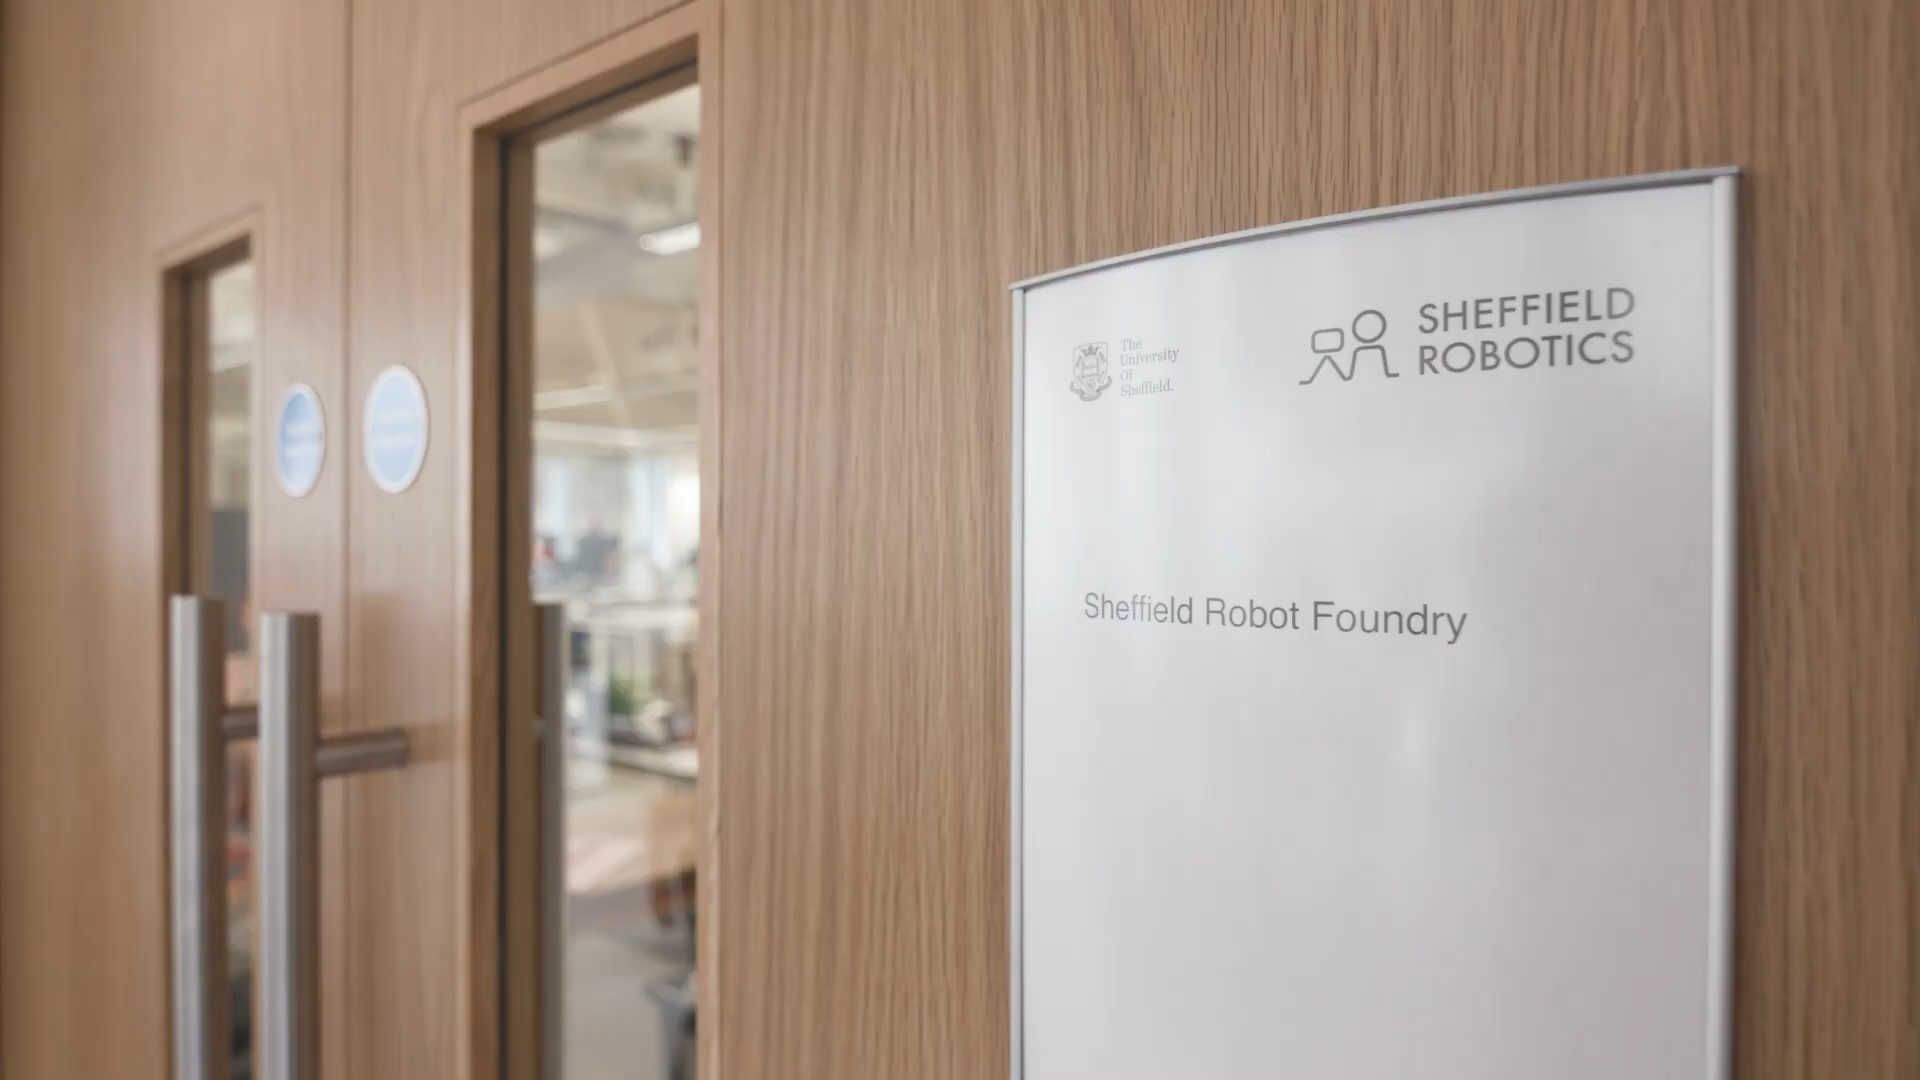 The
University
Of
Sheffield.
SHEFFIELD
ROBOTICS
Sheffield Robot Foundry